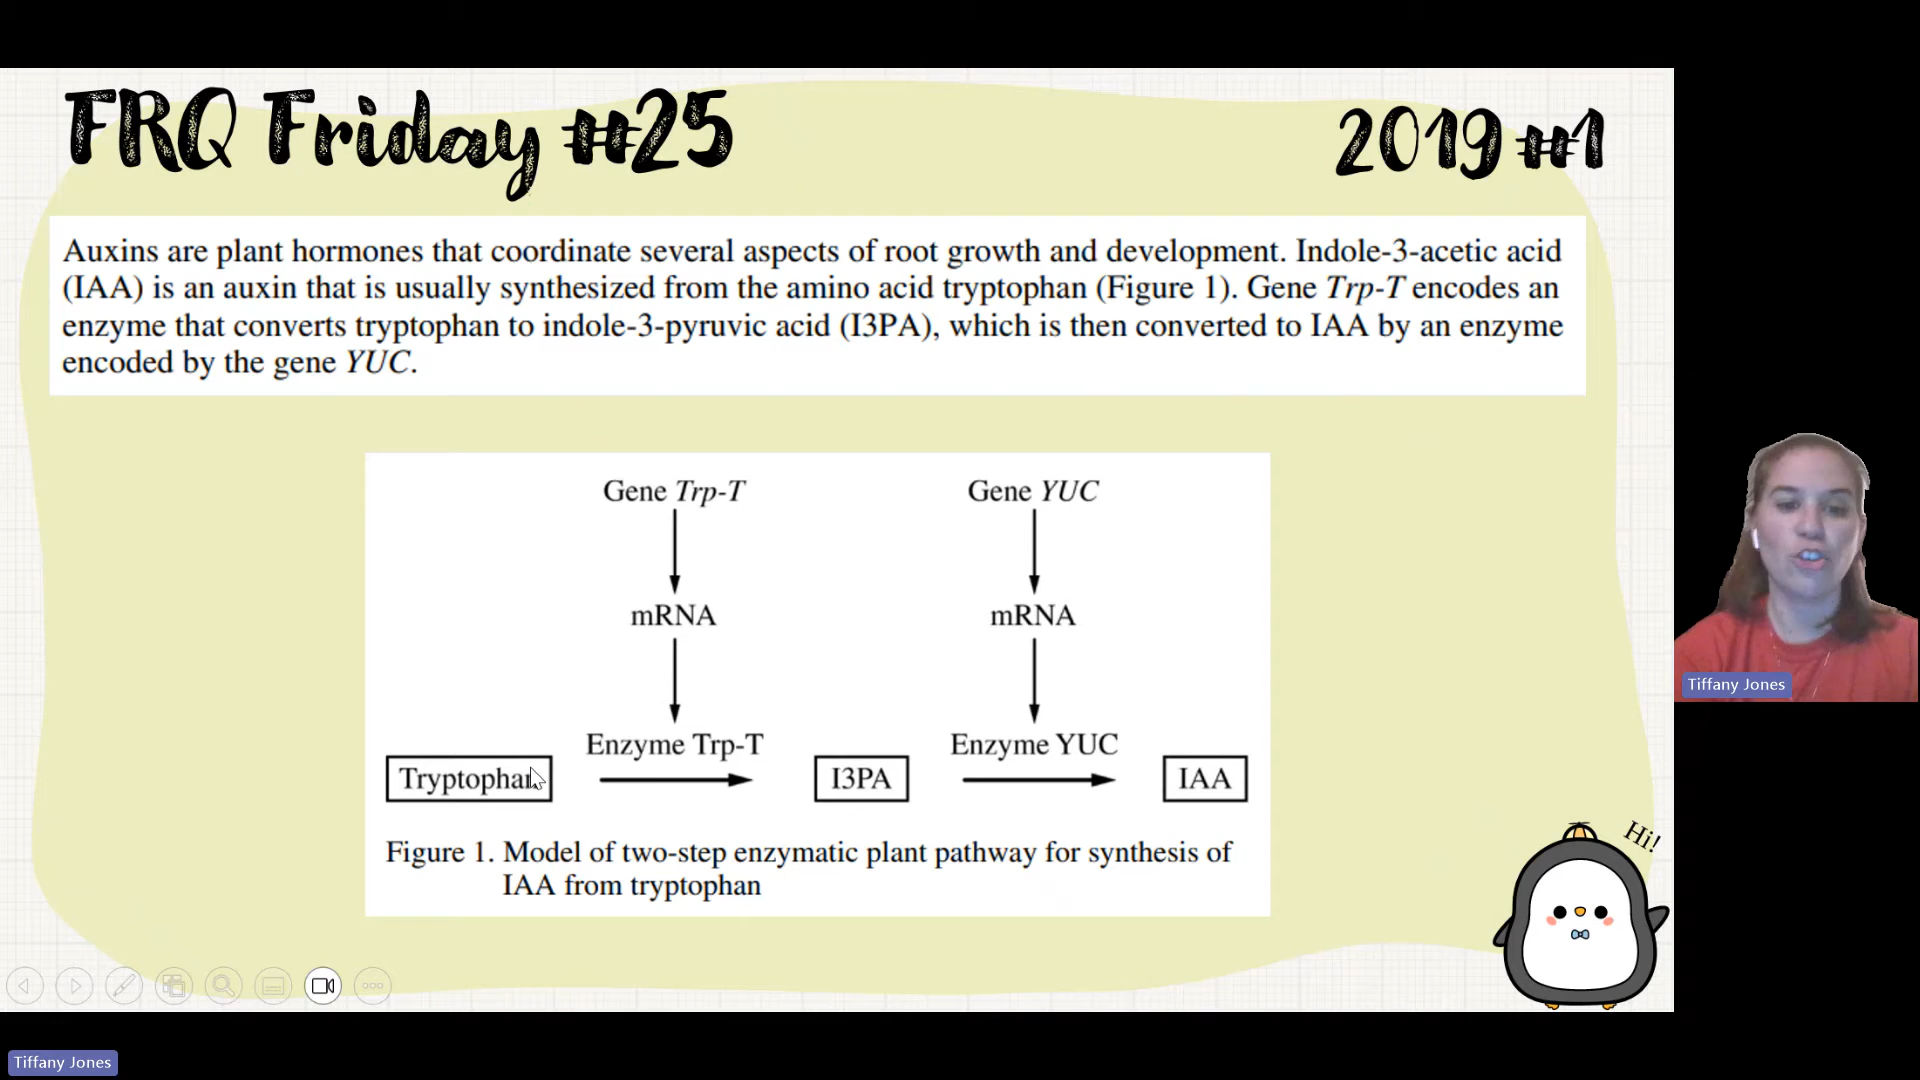 FRQ Friday #25
2019 #1
Auxins are plant hormones that coordinate several aspects of root growth and development. Indole-3-acetic acid
(IAA) is an auxin that is usually synthesized from the amino acid tryptophan (Figure 1). Gene Trp-T encodes an
enzyme that converts tryptophan to indole-3-pyruvic acid (I3PA), which is then converted to IAA by an enzyme
encoded by the gene YUC.
Gene Trp-T
Gene YUC
mRNA
mRNA
Enzyme Trp-T
Enzyme YUC
Tryptophan
I3PA
IAA
Figure 1. Model of two-step enzymatic plant pathway for synthesis of
IAA from tryptophan
Hi!
Tiffany Jones
Tiffany Jones